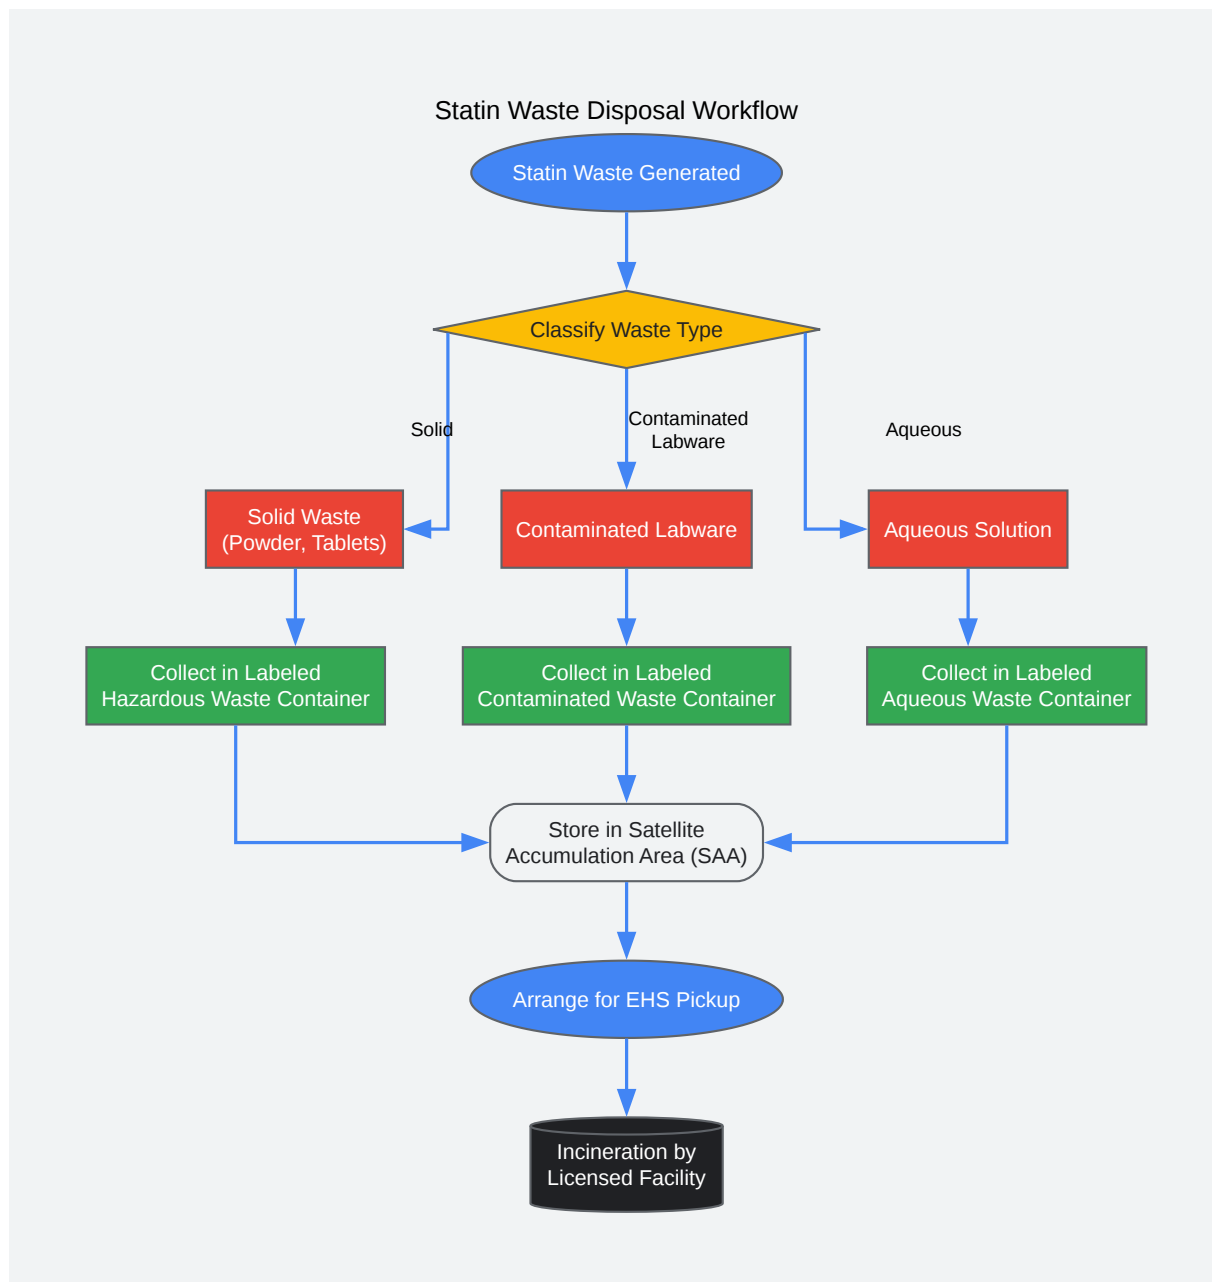 Statin Waste Disposal Workflow
Statin Waste Generated
Classify Waste Type
Solid
Contaminated
Labware
Aqueous
Solid Waste
(Powder, Tablets)
Contaminated Labware
Aqueous Solution
Collect in Labeled
Hazardous Waste Container
Collect in Labeled
Contaminated Waste Container
Collect in Labeled
Aqueous Waste Container
Store in Satellite
Accumulation Area (SAA)
Arrange for EHS Pickup
Incineration by
Licensed Facility